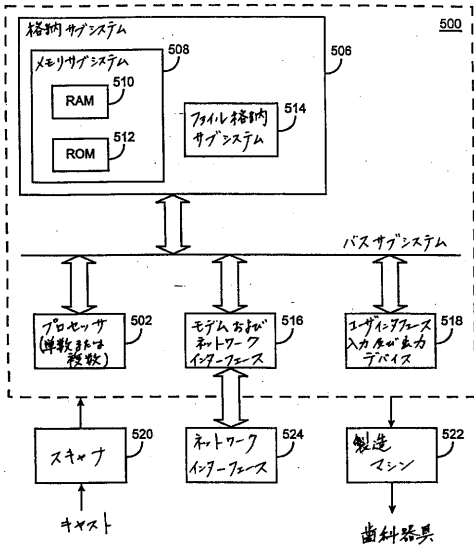 格納サブシステム
500
メモリサブシステム
508
506
RAM
510
ROM
512
ファイル格納
サブシステム
514
バスサブシステム
プロセッサ
(単数または
複数)
502
モデムおよび
ネットワーク
インターフェース
516
ユーザインタフェース
入力及び出力
デバイス
518
スキャナ
520
ネットワーク
インターフェース
524
製造
マシン
522
キャスト
歯科器具